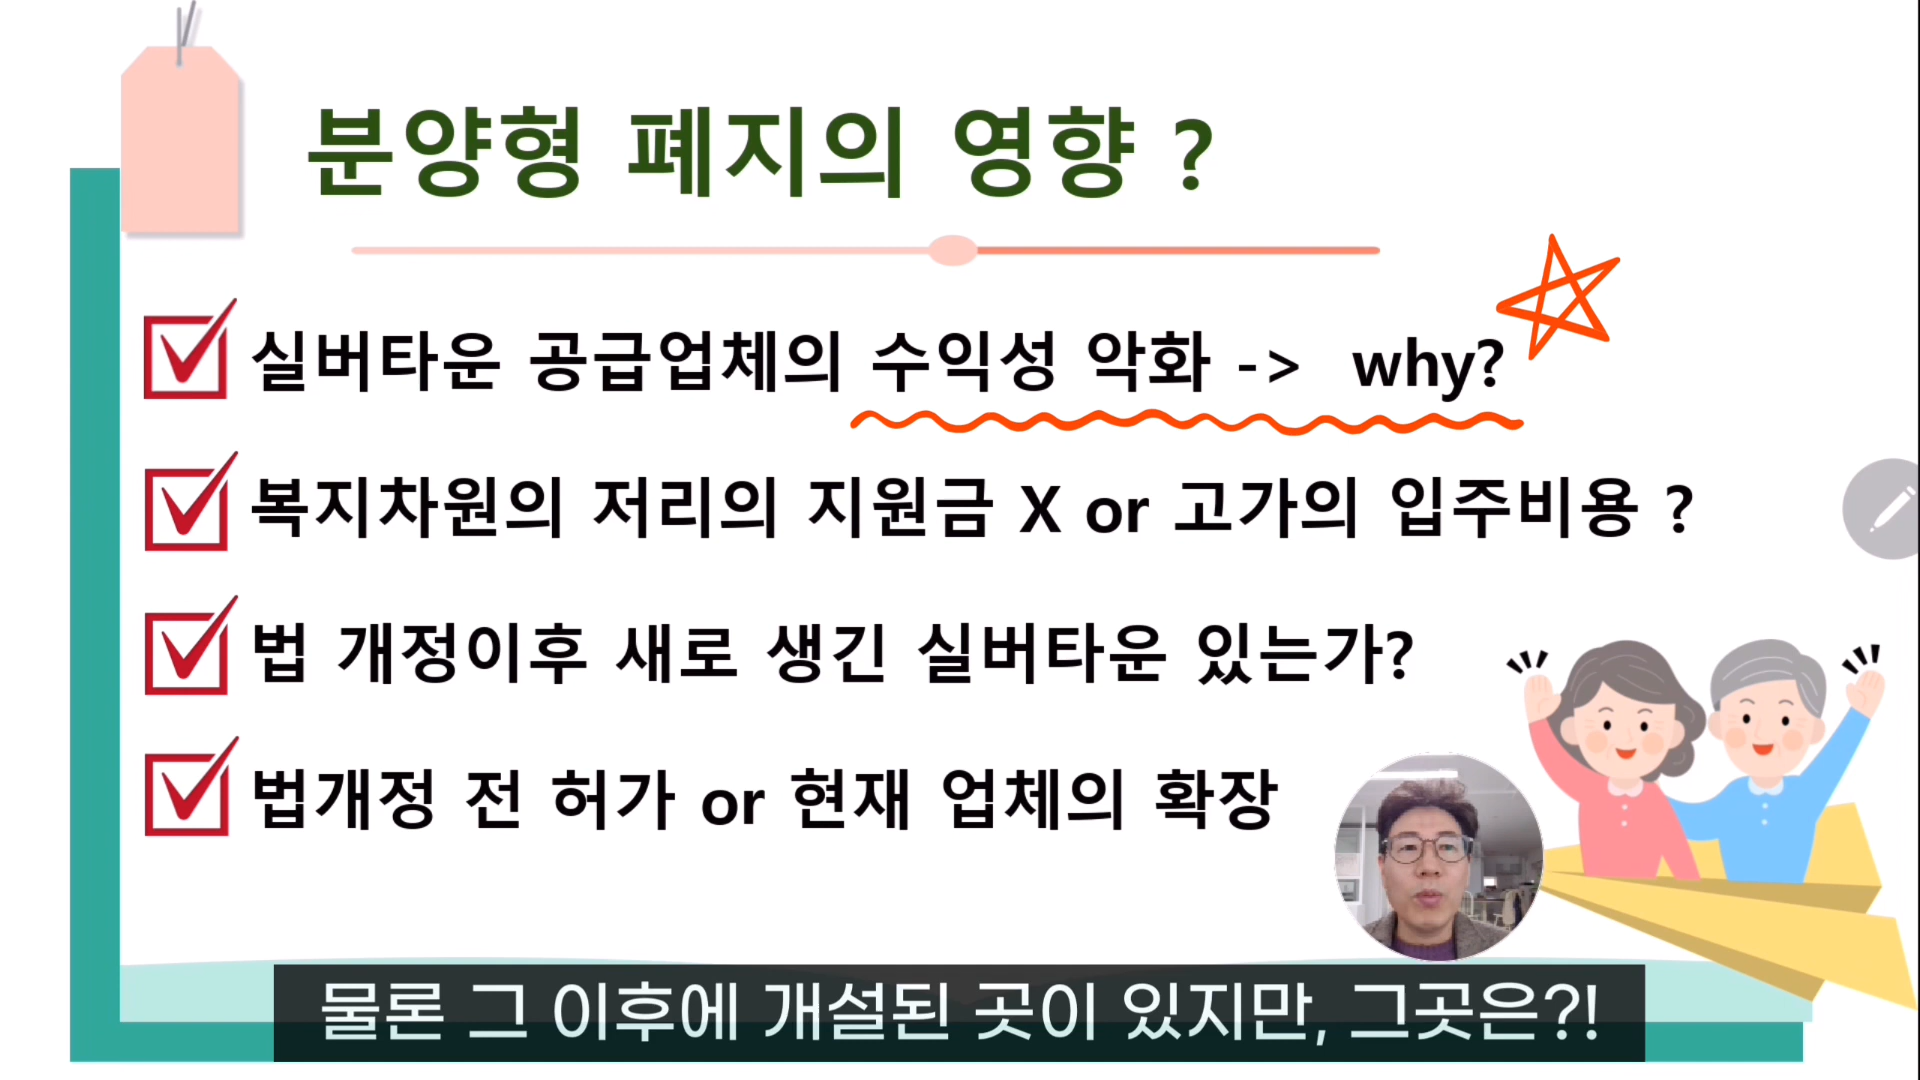 분양형 폐지의 영향 ?
실버타운 공급업체의 수익성 악화 -> why?
복지차원의 저리의 지원금 X or 고가의 입주비용 ?
법 개정이후 새로 생긴 실버타운 있는가?
법개정 전 허가 or 현재 업체의 확장
물론 그 이후에 개설된 곳이 있지만, 그곳은?!